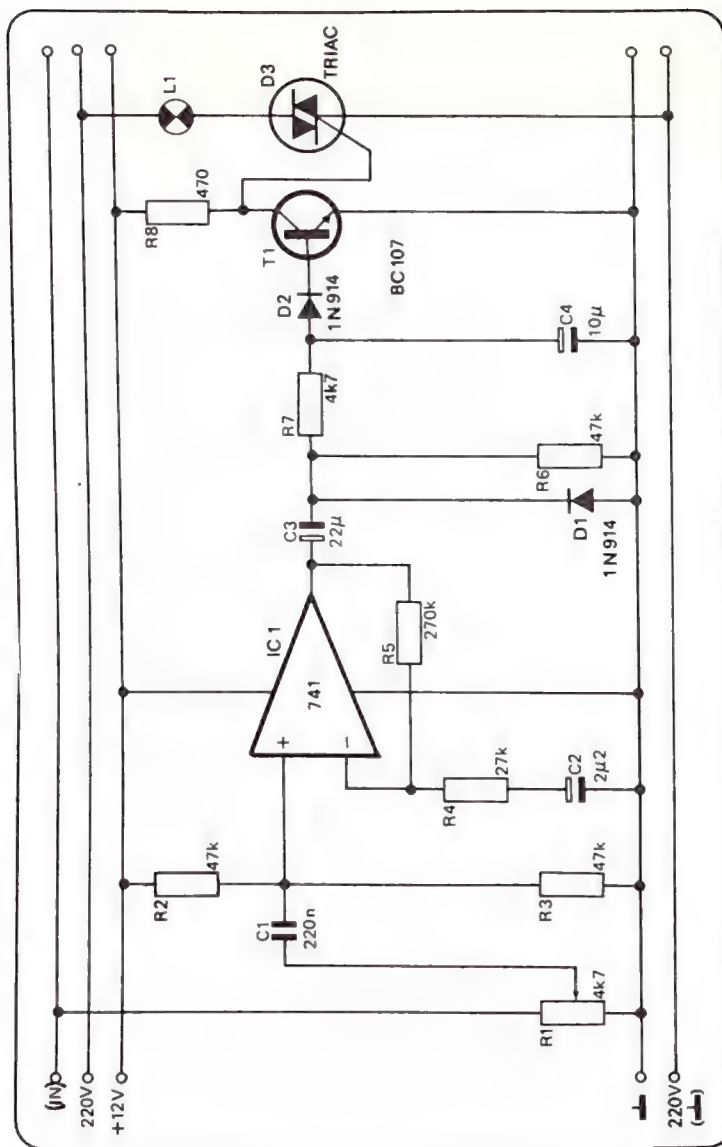 (IN)
220V
+12V
⊥
220V
(⊥)
R1
4k7
C1
220n
R2
47k
R3
47k
IC 1
741
+
−
R4
27k
C2
2µ2
R5
270k
C3
22µ
D1
1N914
R6
47k
R7
4k7
C4
10µ
D2
1N914
T1
BC107
R8
470
L1
D3
TRIAC